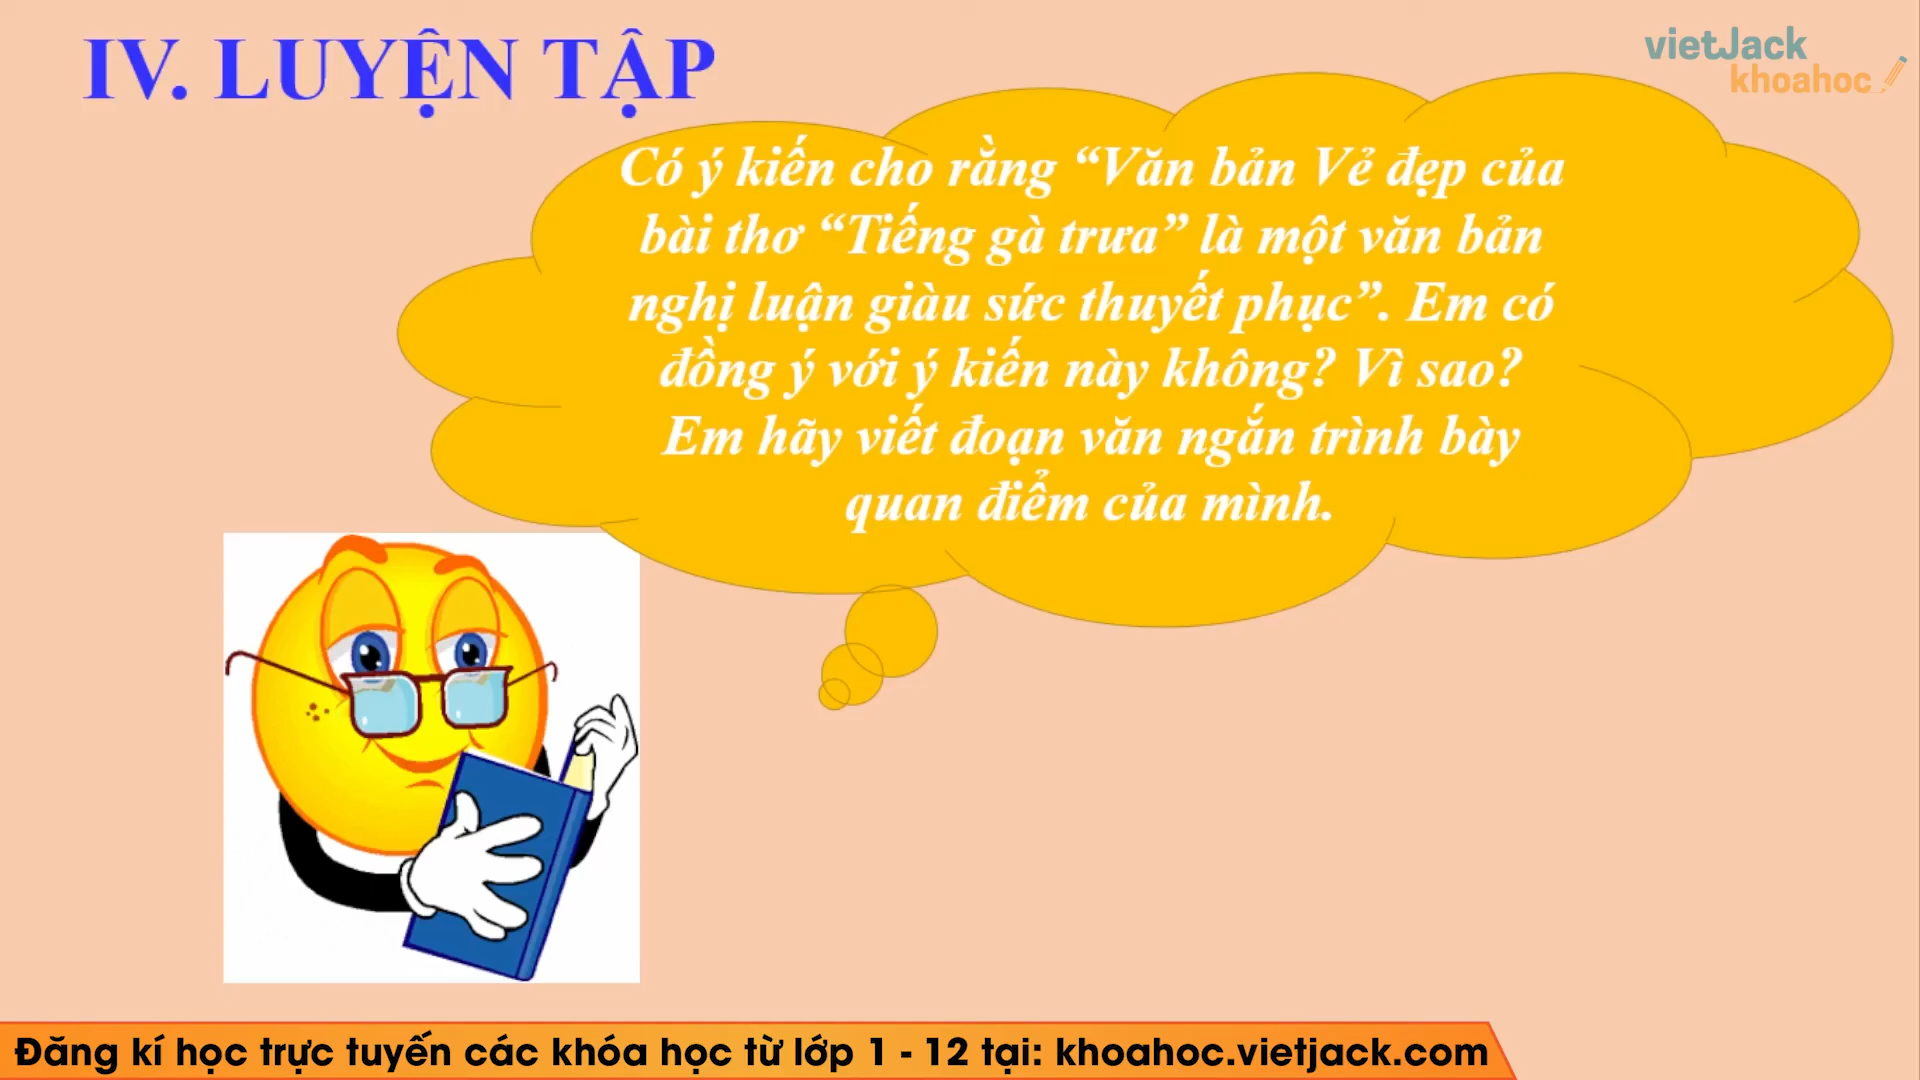 IV. LUYỆN TẬP
vietJack
khoahoc
Có ý kiến cho rằng “Văn bản Vẻ đẹp của
bài thơ “Tiếng gà trưa” là một văn bản
nghị luận giàu sức thuyết phục”. Em có
đồng ý với ý kiến này không? Vì sao?
Em hãy viết đoạn văn ngắn trình bày
quan điểm của mình.
Đăng kí học trực tuyến các khóa học từ lớp 1 - 12 tại: khoahoc.vietjack.com